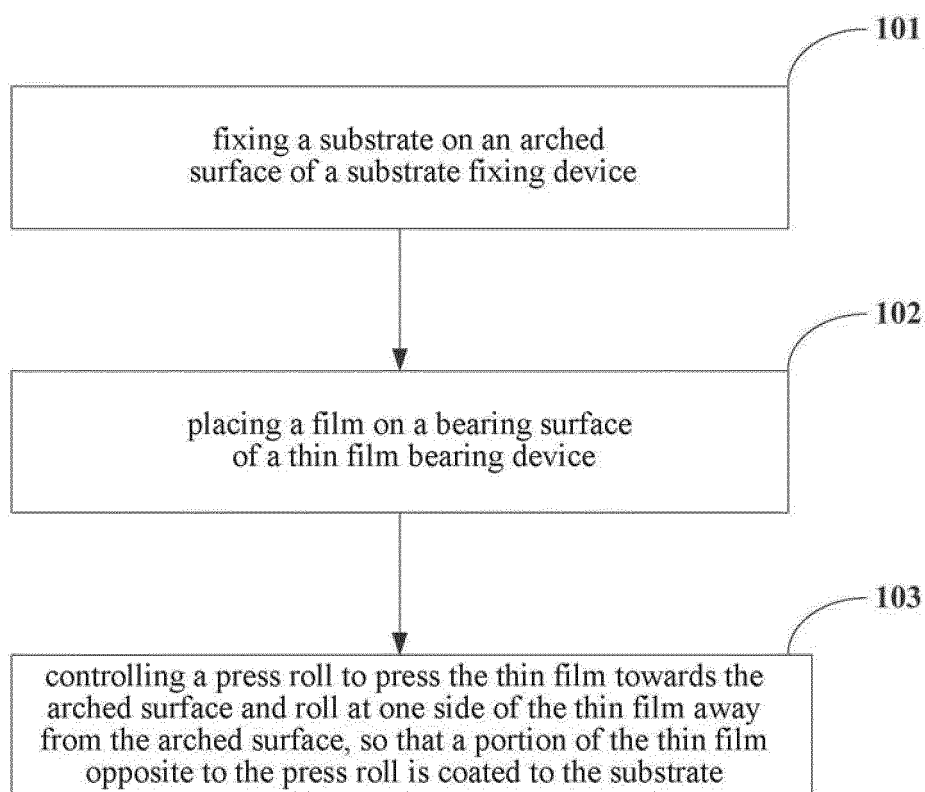 101
fixing a substrate on an arched
surface of a substrate fixing device
102
placing a film on a bearing surface
of a thin film bearing device
103
controlling a press roll to press the thin film towards the
arched surface and roll at one side of the thin film away
from the arched surface, so that a portion of the thin film
opposite to the press roll is coated to the substrate